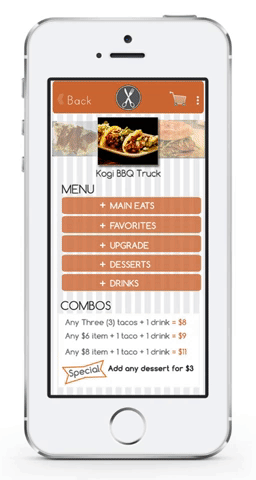 Back
Kogi BBQ Truck
MENU
+ MAIN EATS
+ FAVORITES
+ UPGRADE
+ DESSERTS
+ DRINKS
COMBOS
Any Three (3) tacos + 1 drink = $8
Any $6 item + 1 taco + 1 drink = $9
Any $8 item + 1 taco + 1 drink = $11
Special Add any dessert for $3